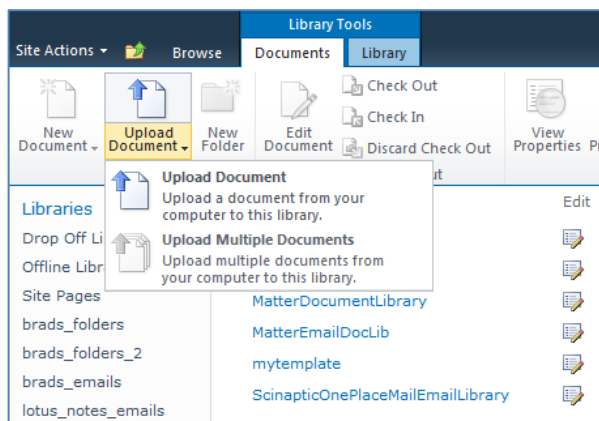 Library Tools
Site Actions
Browse
Documents
Library
New
Document
Upload
Document
New
Folder
Edit
Document
Check Out
Check In
Discard Check Out
View
Properties
Upload Document
Upload a document from your
computer to this library.
Upload Multiple Documents
Upload multiple documents from
your computer to this library.
Libraries
Edit
Drop Off Li
Offline Libr
Site Pages
brads_folders
brads_folders_2
brads_emails
lotus_notes_emails
MatterDocumentLibrary
MatterEmailDocLib
mytemplate
ScinapticOnePlaceMailEmailLibrary